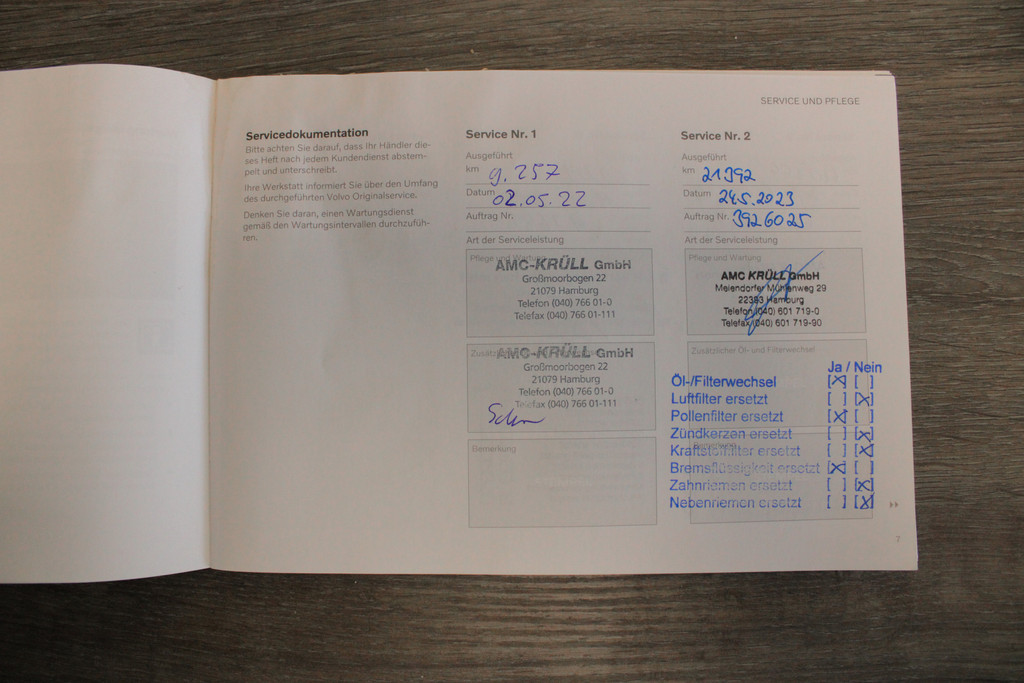 SERVICE UND PFLEGE
Servicedokumentation
Bitte achten Sie darauf, dass Ihr Händler die-
ses Heft nach jedem Kundendienst abstem-
pelt und unterschreibt.
Ihre Werkstatt informiert Sie über den Umfang
des durchgeführten Volvo Originalservice.
Denken Sie daran, einen Wartungsdienst
gemäß den Wartungsintervallen durchzufüh-
ren.
Service Nr. 1
Ausgeführt
km 9.257
Datum 02.05.22
Auftrag Nr.
Art der Serviceleistung
Pflege und Wartung
AMC-KRÜLL GmbH
Großmoorbogen 22
21079 Hamburg
Telefon (040) 766 01-0
Telefax (040) 766 01-111
AMC-KRÜLL GmbH
Großmoorbogen 22
21079 Hamburg
Telefon (040) 766 01-0
Telefax (040) 766 01-111
Bemerkung
Service Nr. 2
Ausgeführt
km 21392
Datum 24.5.2023
Auftrag Nr. 3926025
Art der Serviceleistung
Pflege und Wartung
AMC KRÜLL GmbH
Meiendorfer Mühlenweg 29
22393 Hamburg
Telefon (040) 601 719-0
Telefax (040) 601 719-90
Zusätzlicher Öl- und Filterwechsel
Ja / Nein
Öl-/Filterwechsel [X] [ ]
Luftfilter ersetzt [ ] [X]
Pollenfilter ersetzt [X] [ ]
Zündkerzen ersetzt [ ] [X]
Kraftstoffilter ersetzt [ ] [X]
Bremsflüssigkeit ersetzt [X] [ ]
Zahnriemen ersetzt [ ] [X]
Nebenriemen ersetzt [ ] [X]
7